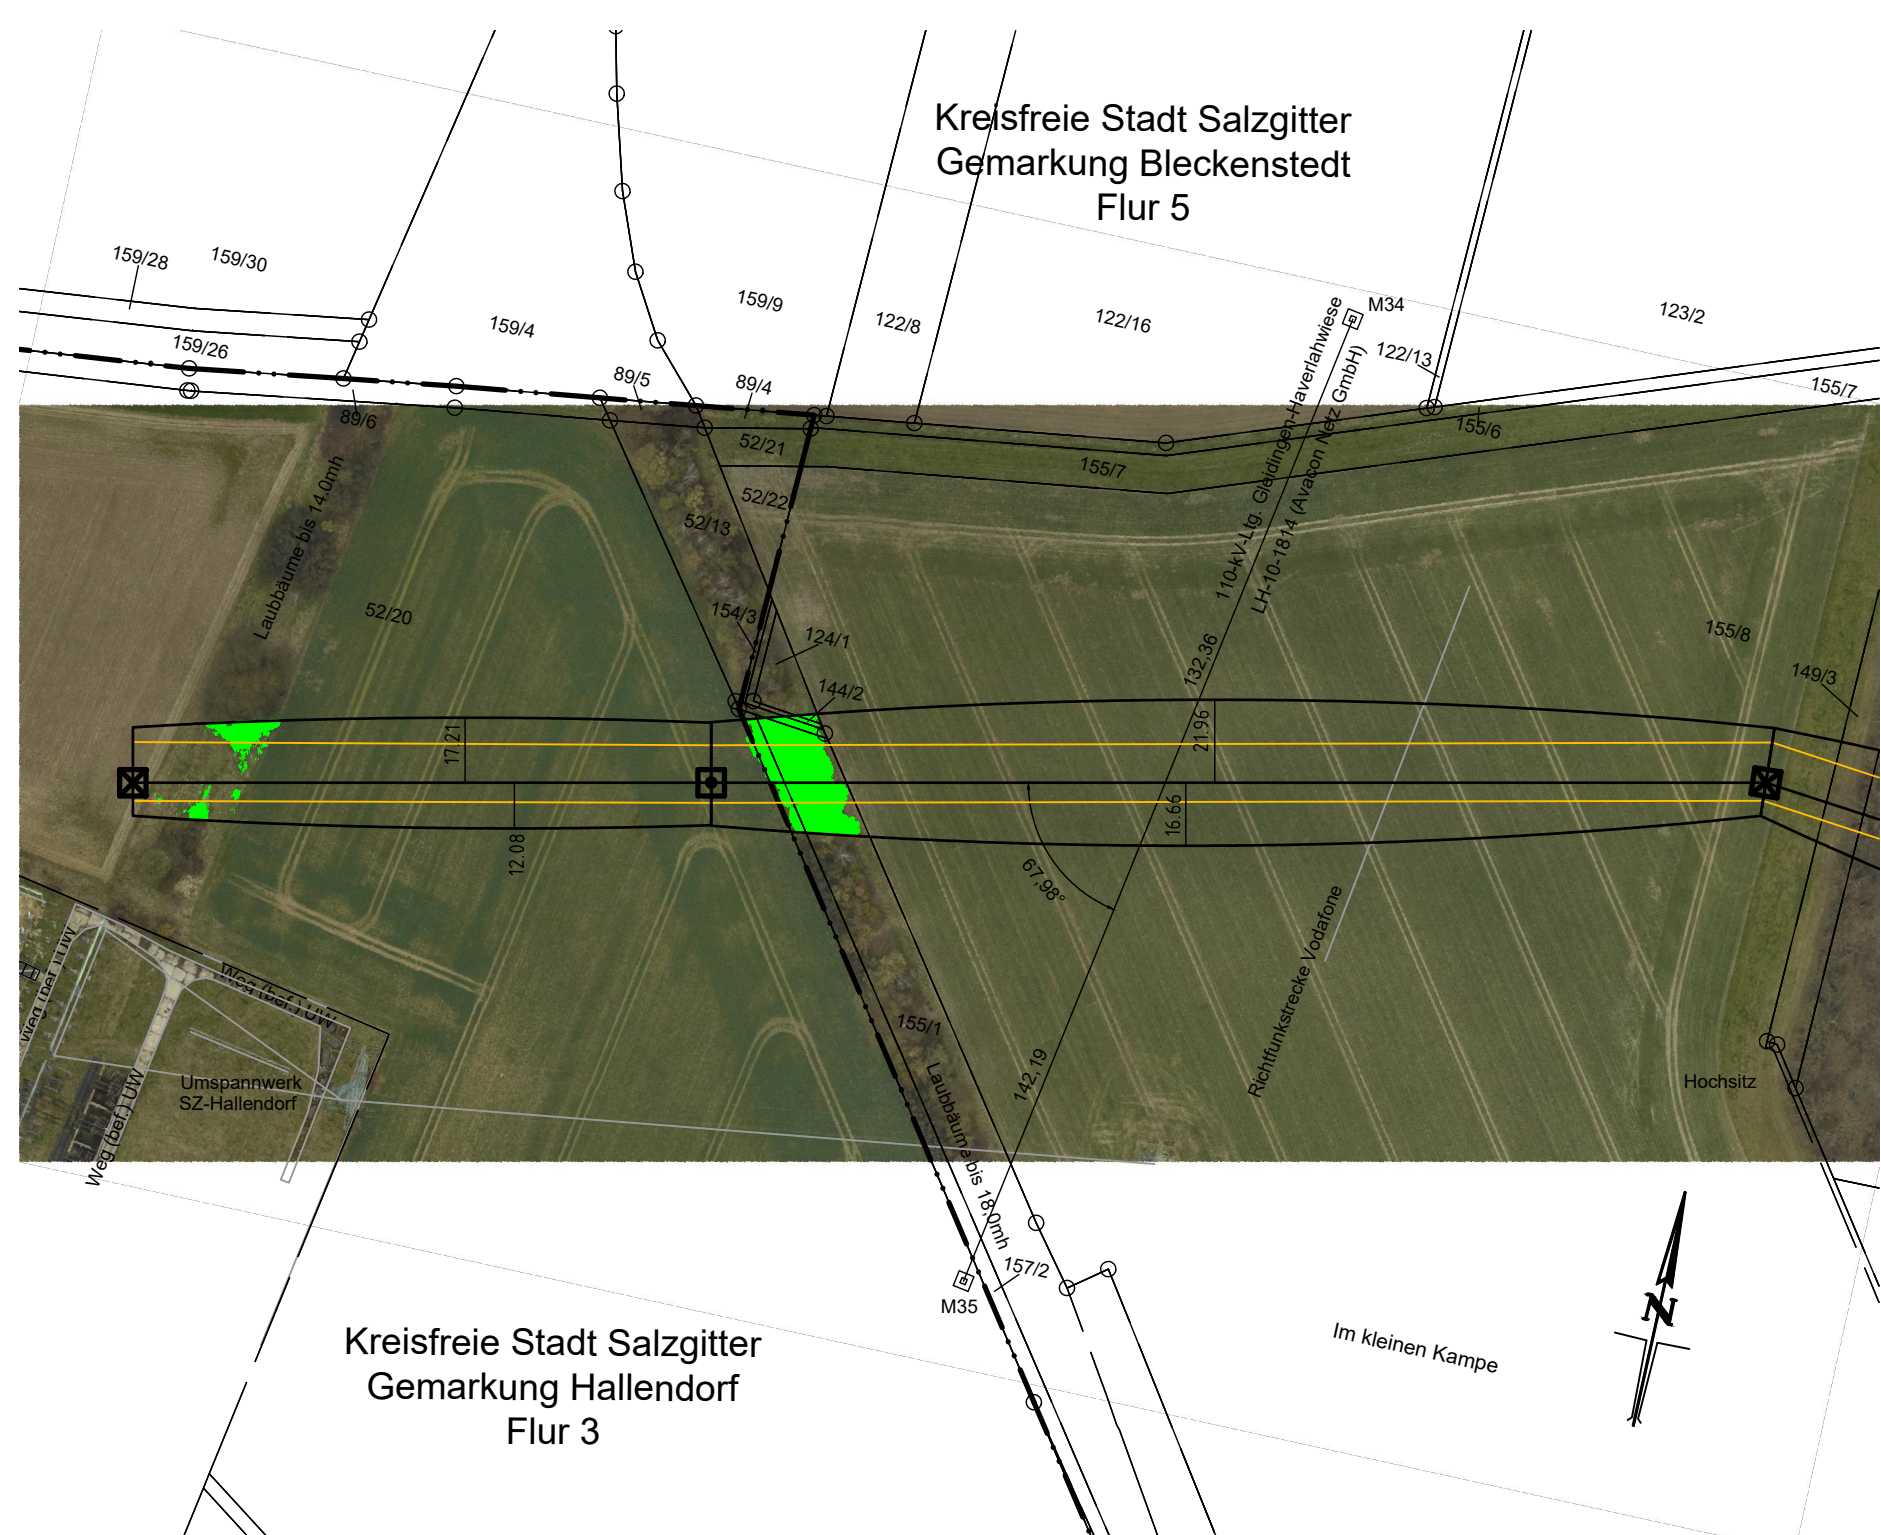 Kreisfreie Stadt Salzgitter
Gemarkung Bleckenstedt
Flur 5
159/28
159/30
159/26
159/4
159/9
122/8
122/16
M34
122/13
123/2
155/7
89/5
89/4
89/6
52/21
155/7
155/6
52/22
52/13
Laubbäume bis 14.0mh
110-kV-Ltg. Gleidingen-Haverlahwiese
LH-10-1814 (Avacon Netz GmbH)
52/20
154/3
124/1
144/2
155/8
149/3
132,36
17.21
21.96
12.08
16.66
67,98°
Richtfunkstrecke Vodafone
Weg (bef.) UW
Weg (bef.) UW
Weg (bef.) UW
Umspannwerk
SZ-Hallendorf
155/1
142,19
Hochsitz
Laubbäume bis 18,0mh
157/2
M35
Kreisfreie Stadt Salzgitter
Gemarkung Hallendorf
Flur 3
Im kleinen Kampe
N